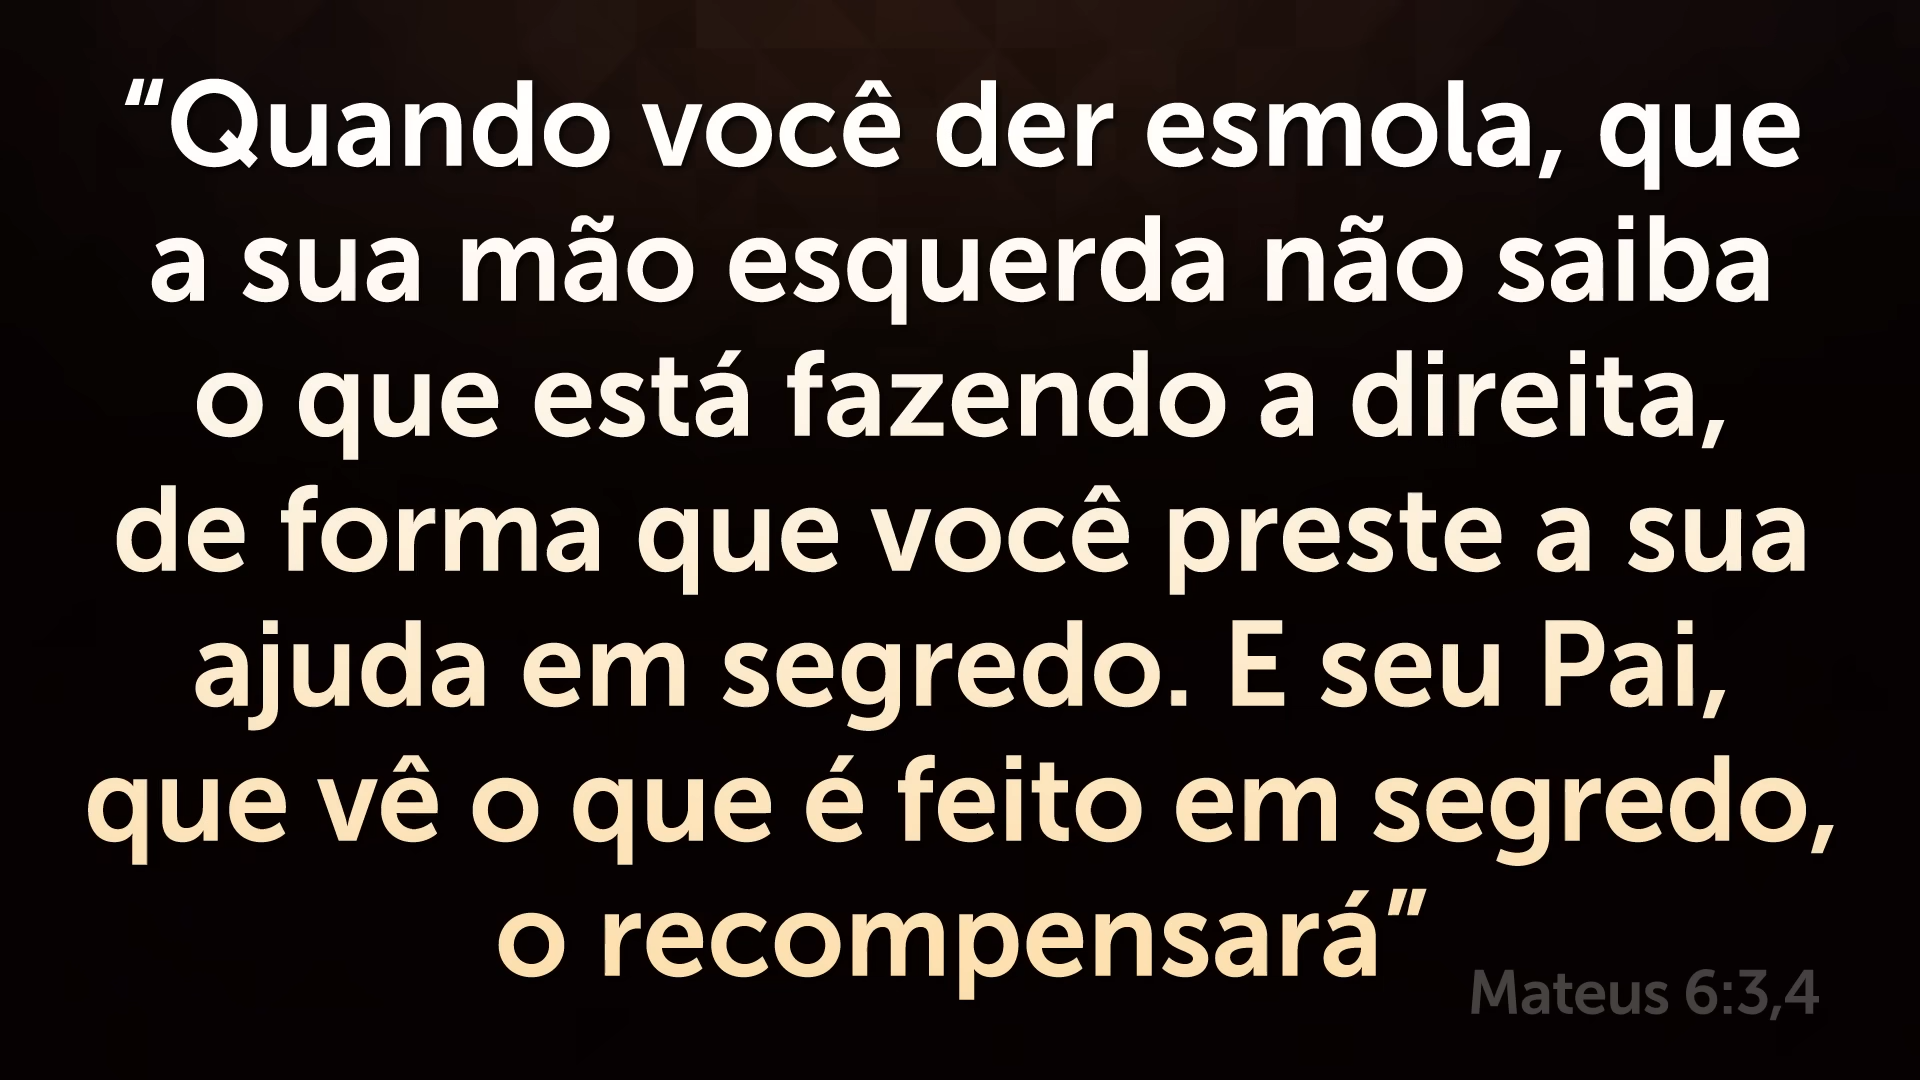 “Quando você der esmola, que
a sua mão esquerda não saiba
o que está fazendo a direita,
de forma que você preste a sua
ajuda em segredo. E seu Pai,
que vê o que é feito em segredo,
o recompensará”
Mateus 6:3,4